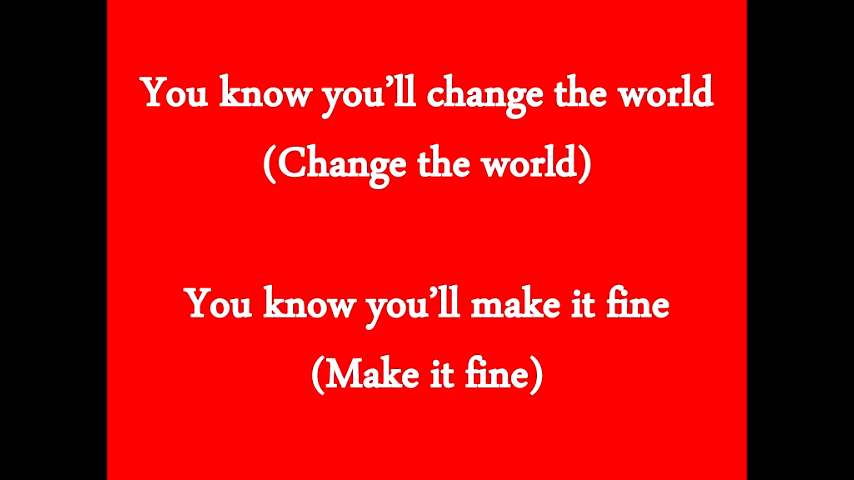 You know you’ll change the world
(Change the world)
You know you’ll make it fine
(Make it fine)